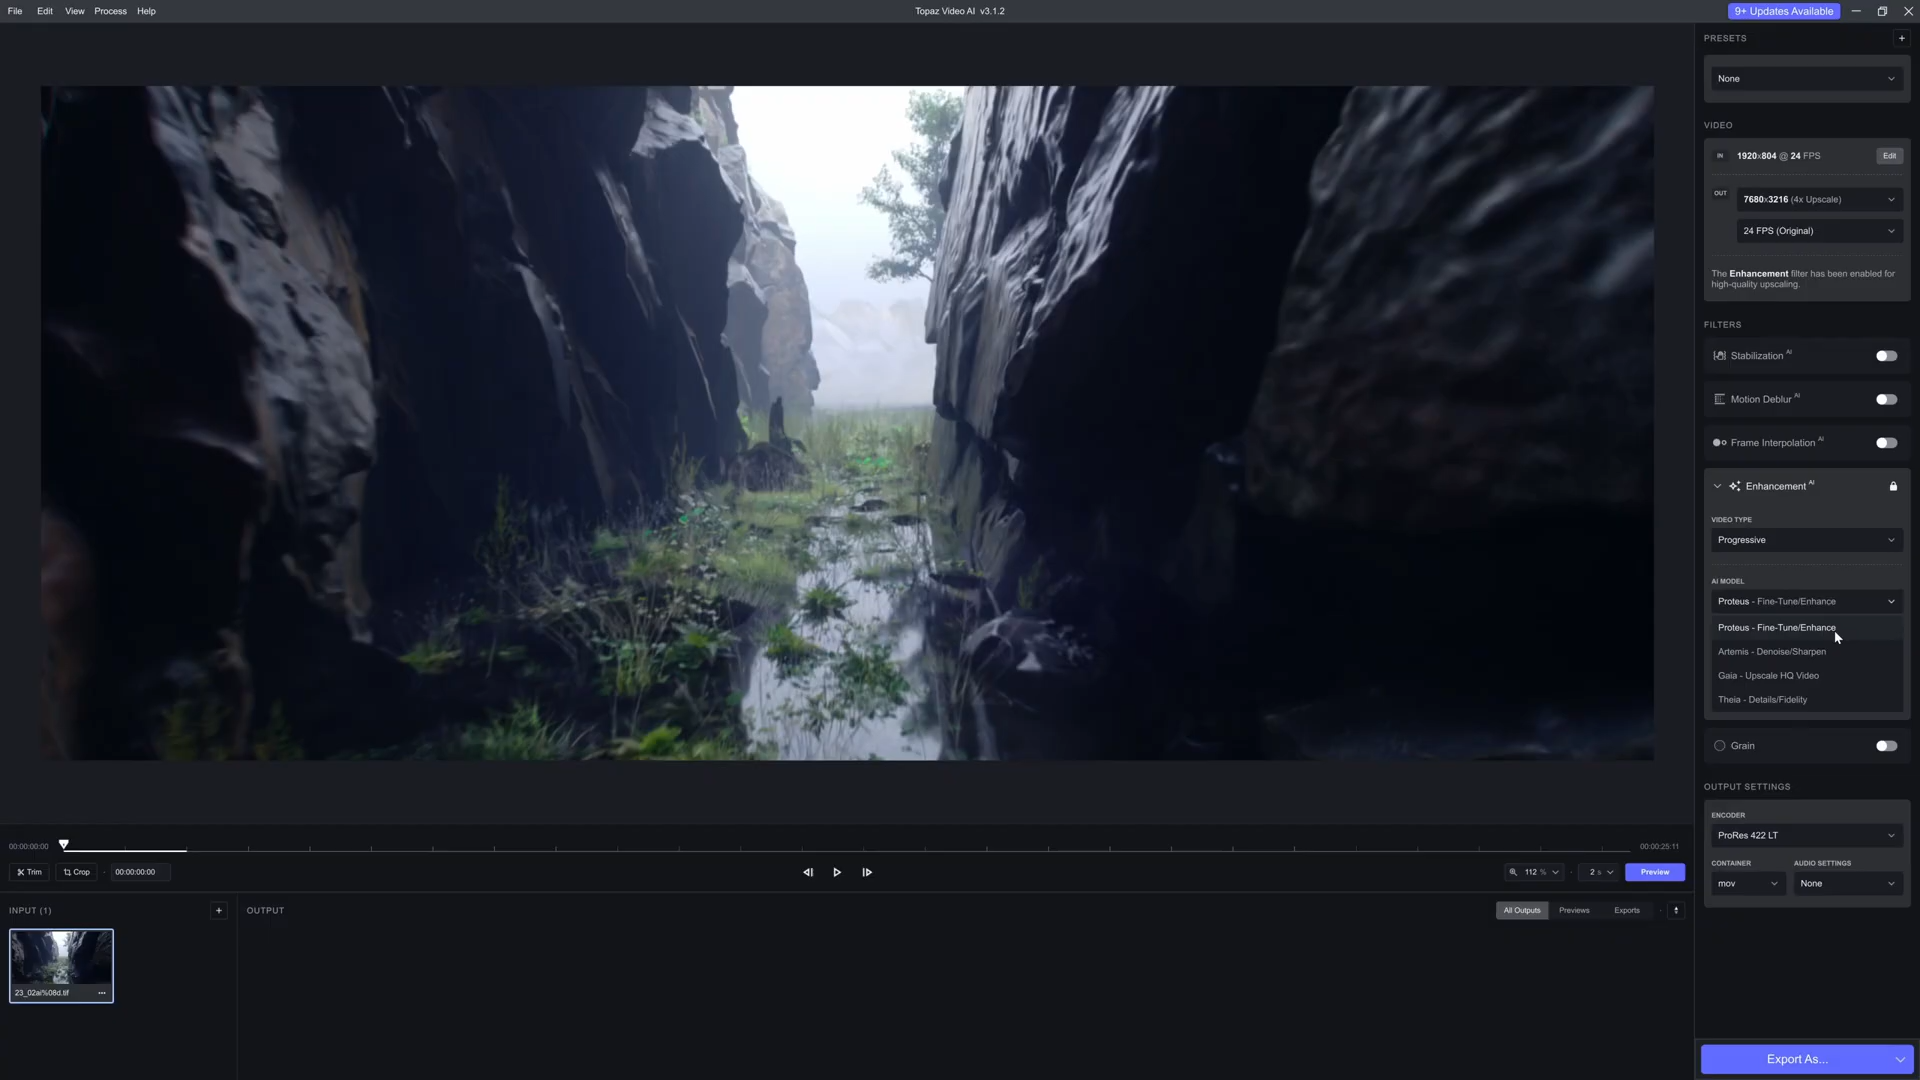 File Edit View Process Help
Topaz Video AI v3.1.2
9+ Updates Available
PRESETS
None
VIDEO
IN 1920x804 @ 24 FPS Edit
OUT 7680x3216 (4x Upscale)
24 FPS (Original)
The Enhancement filter has been enabled for
high-quality upscaling.
FILTERS
Stabilization AI
Motion Deblur AI
Frame Interpolation AI
Enhancement AI
VIDEO TYPE
Progressive
AI MODEL
Proteus - Fine-Tune/Enhance
Proteus - Fine-Tune/Enhance
Artemis - Denoise/Sharpen
Gaia - Upscale HQ Video
Theia - Details/Fidelity
Grain
OUTPUT SETTINGS
ENCODER
ProRes 422 LT
CONTAINER AUDIO SETTINGS
mov None
00:00:00:00 00:00:25:11
Trim Crop 00:00:00:00 112 % 2 s Preview
INPUT (1) OUTPUT All Outputs Previews Exports
23_02ai%08d.tif
Export As...